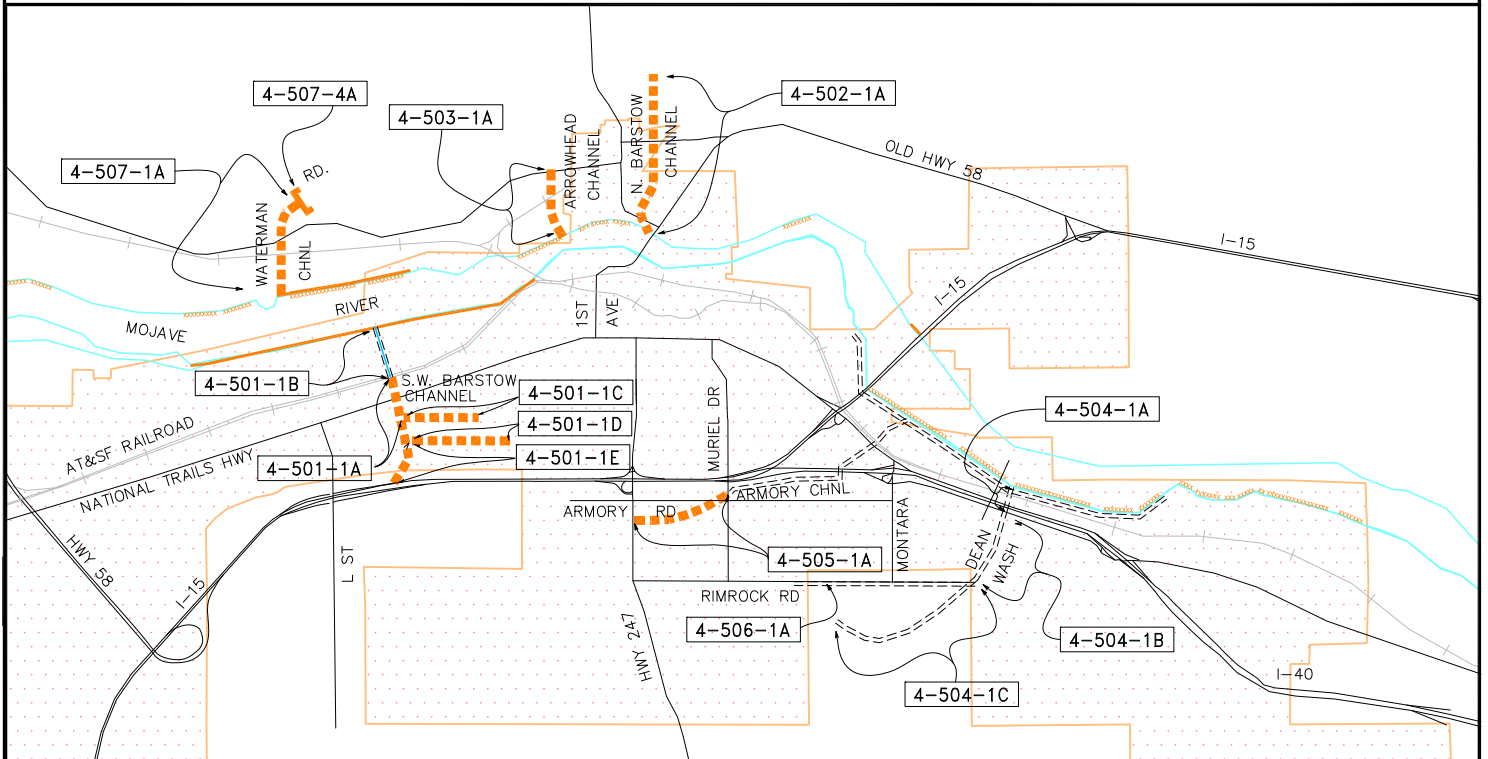 4-507-4A
4-503-1A
4-502-1A
4-507-1A
RD.
WATERMAN
CHNL
ARROWHEAD
CHANNEL
N. BARSTOW
CHANNEL
OLD HWY 58
I-15
I-15
MOJAVE
RIVER
1ST
AVE
4-501-1B
S.W. BARSTOW
CHANNEL
4-501-1C
4-501-1D
4-501-1E
4-501-1A
AT&SF RAILROAD
NATIONAL TRAILS HWY
MURIEL DR
4-504-1A
ARMORY CHNL
ARMORY RD
4-505-1A
MONTARA
DEAN
WASH
HWY 58
I-15
L ST
RIMROCK RD
4-506-1A
4-504-1B
HWY 247
4-504-1C
I-40